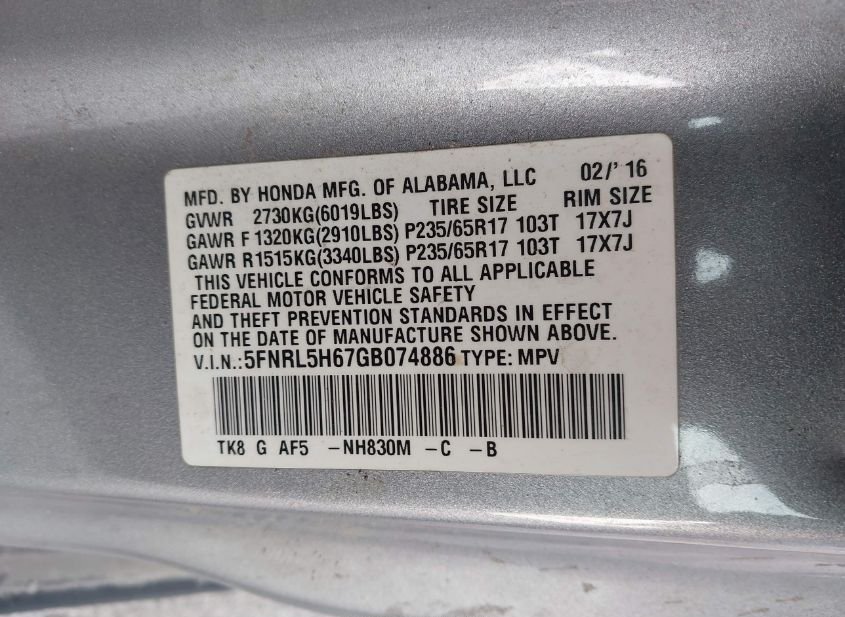 MFD. BY HONDA MFG. OF ALABAMA, LLC 02/' 16
GVWR 2730KG(6019LBS) TIRE SIZE RIM SIZE
GAWR F 1320KG(2910LBS) P235/65R17 103T 17X7J
GAWR R1515KG(3340LBS) P235/65R17 103T 17X7J
THIS VEHICLE CONFORMS TO ALL APPLICABLE
FEDERAL MOTOR VEHICLE SAFETY
AND THEFT PREVENTION STANDARDS IN EFFECT
ON THE DATE OF MANUFACTURE SHOWN ABOVE.
V.I.N.:5FNRL5H67GB074886 TYPE: MPV
TK8 G AF5 -NH830M -C -B